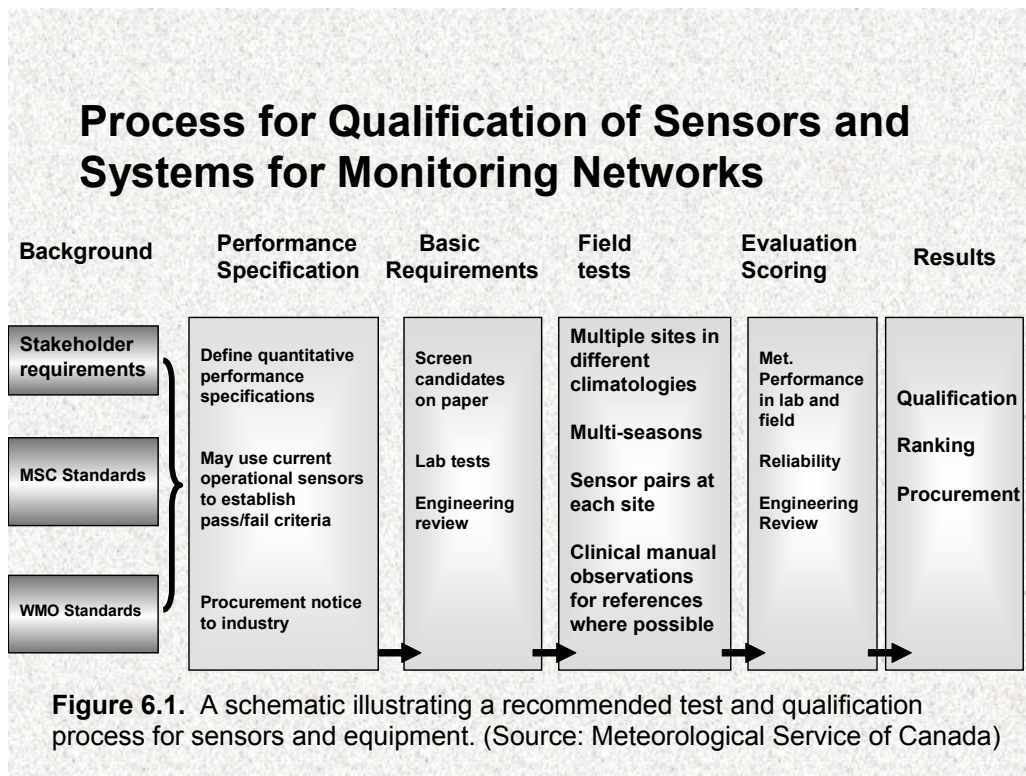 Process for Qualification of Sensors and
Systems for Monitoring Networks
Background
Stakeholder
requirements
MSC Standards
WMO Standards
Performance
Specification
Define quantitative
performance
specifications
May use current
operational sensors
to establish
pass/fail criteria
Procurement notice
to industry
Basic
Requirements
Screen
candidates
on paper
Lab tests
Engineering
review
Field
tests
Multiple sites in
different
climatologies
Multi-seasons
Sensor pairs at
each site
Clinical manual
observations
for references
where possible
Evaluation
Scoring
Met.
Performance
in lab and
field
Reliability
Engineering
Review
Results
Qualification
Ranking
Procurement
Figure 6.1. A schematic illustrating a recommended test and qualification
process for sensors and equipment. (Source: Meteorological Service of Canada)